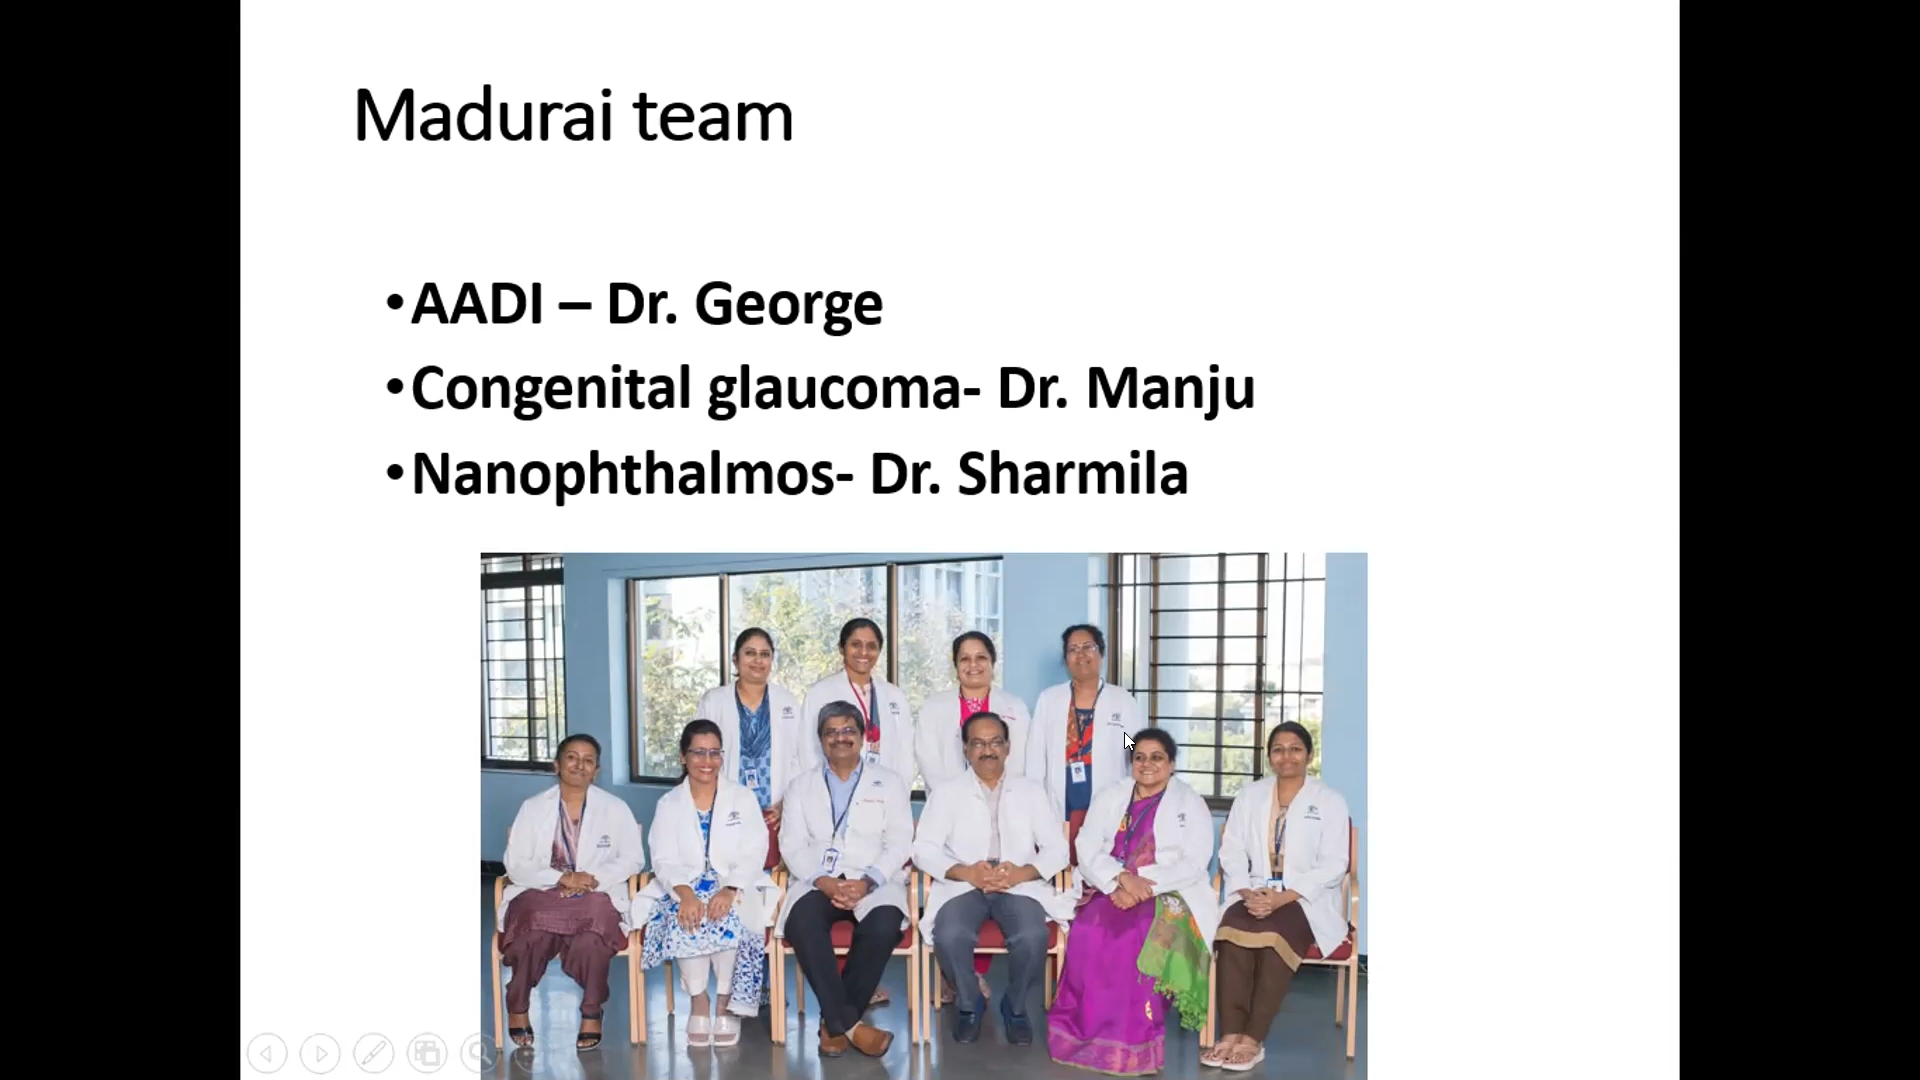 Madurai team
•AADI – Dr. George
•Congenital glaucoma- Dr. Manju
•Nanophthalmos- Dr. Sharmila